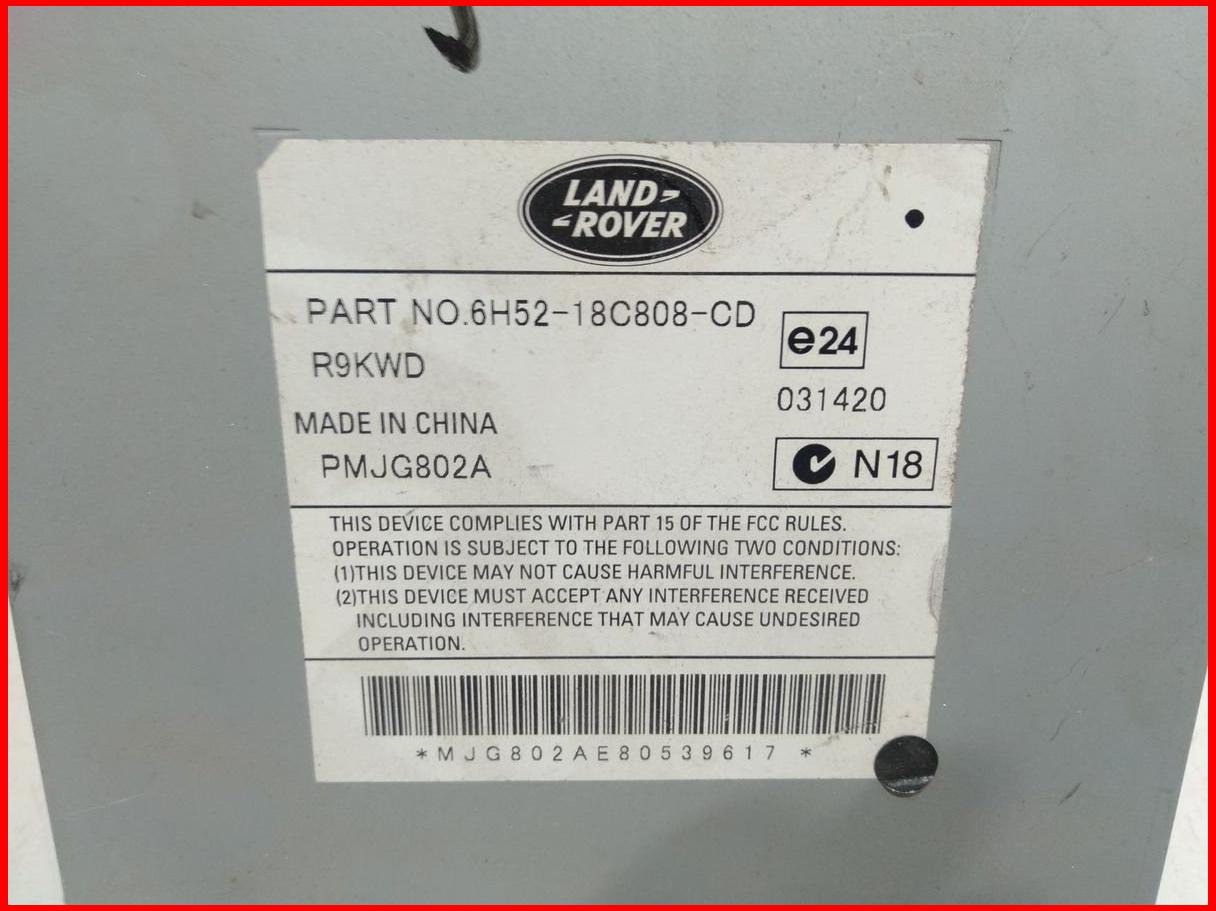 LAND-
-ROVER
PART NO.6H52-18C808-CD
e24
R9KWD
031420
MADE IN CHINA
N18
PMJG802A
THIS DEVICE COMPLIES WITH PART 15 OF THE FCC RULES.
OPERATION IS SUBJECT TO THE FOLLOWING TWO CONDITIONS:
(1)THIS DEVICE MAY NOT CAUSE HARMFUL INTERFERENCE.
(2)THIS DEVICE MUST ACCEPT ANY INTERFERENCE RECEIVED
INCLUDING INTERFERENCE THAT MAY CAUSE UNDESIRED
OPERATION.
*MJG802AE80539617*